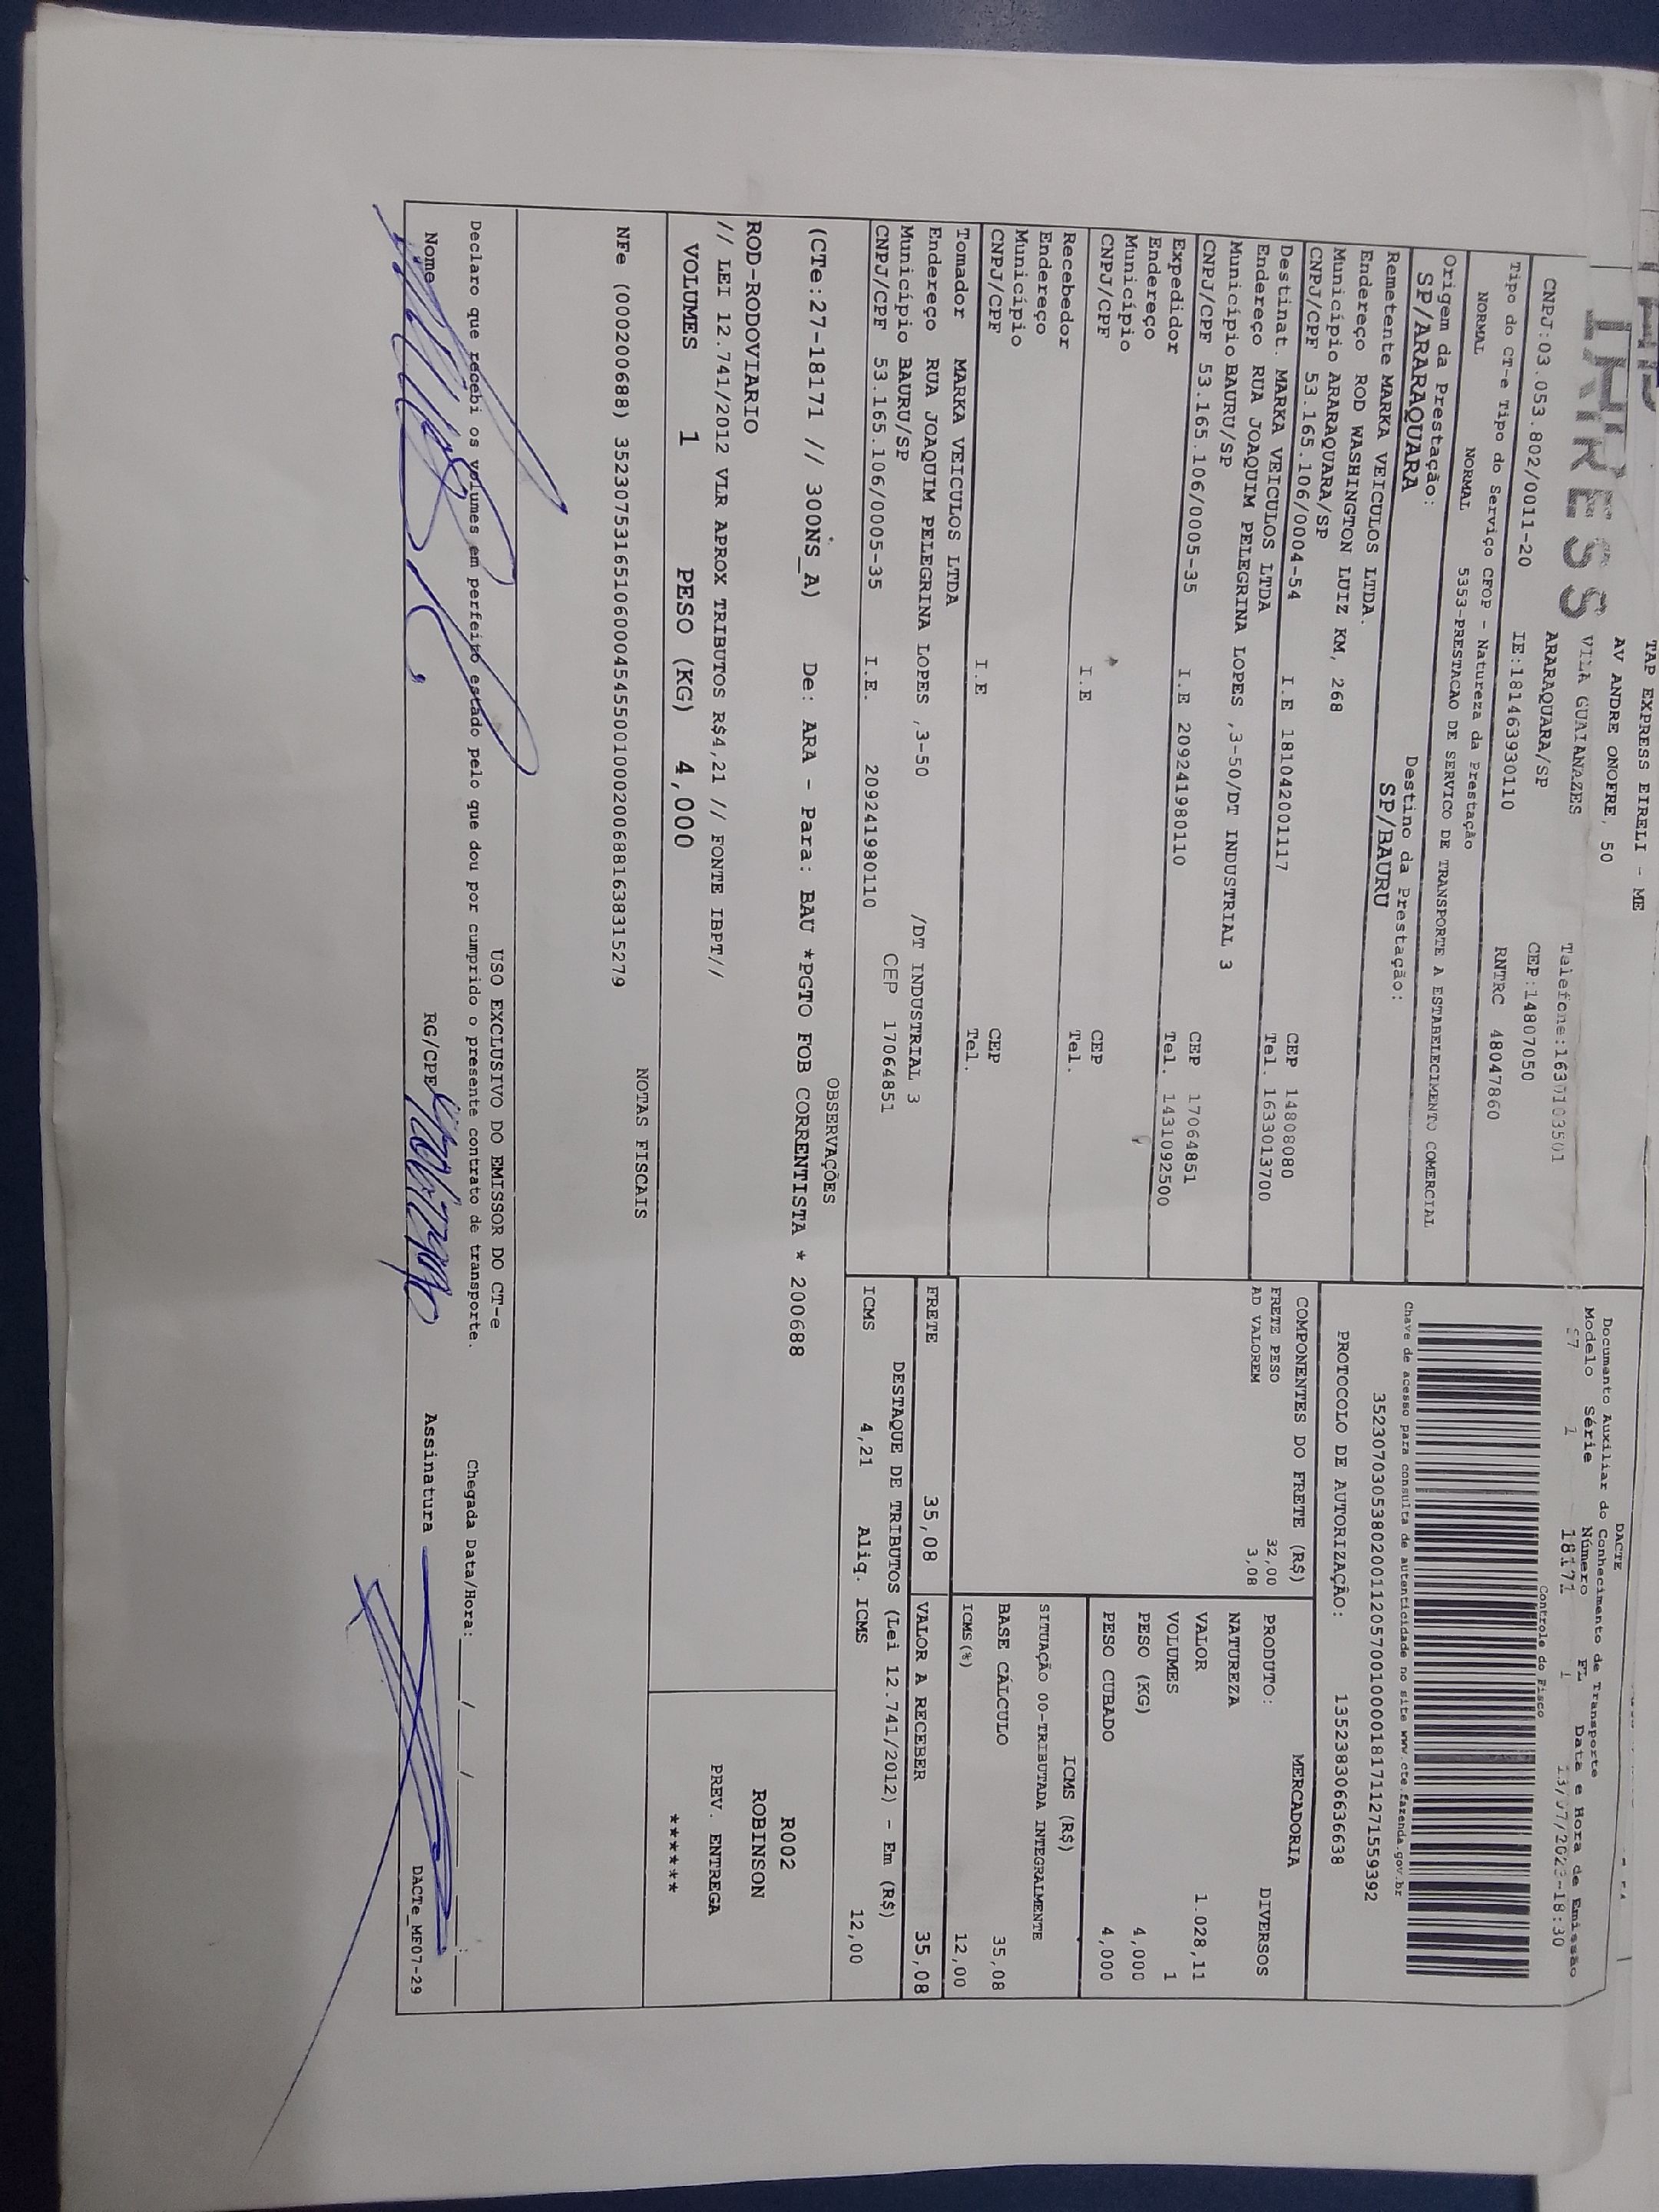 TAP EXPRESS EIRELI - ME
AV ANDRE ONOFRE, 50
VILA GUAIANAZES
ARARAQUARA/SP
Telefone:1633103501
CEP:14807050
CNPJ:03.053.802/0011-20 IE:181463930110 RNTRC 48047860
Tipo do CT-e Tipo do Serviço CFOP - Natureza da Prestação
NORMAL NORMAL 5353-PRESTACAO DE SERVICO DE TRANSPORTE A ESTABELECIMENTO COMERCIAL
Origem da Prestação: Destino da Prestação:
SP/ARARAQUARA SP/BAURU
DACTE
Documento Auxiliar do Conhecimento de Transporte
Modelo Série Número FL Data e Hora de Emissão
57 1 18171 1 13/07/2023-18:30
Controle do Fisco
Chave de acesso para consulta de autenticidade no site www.cte.fazenda.gov.br
35230703053802001120570010000181711271559392
PROTOCOLO DE AUTORIZAÇÃO: 135238306636638
Remetente MARKA VEICULOS LTDA.
Endereço ROD WASHINGTON LUIZ KM, 268
Município ARARAQUARA/SP CEP 14808080
CNPJ/CPF 53.165.106/0004-54 I.E 181042001117 Tel. 1633013700
Destinat. MARKA VEICULOS LTDA
Endereço RUA JOAQUIM PELEGRINA LOPES ,3-50/DT INDUSTRIAL 3
Município BAURU/SP CEP 17064851
CNPJ/CPF 53.165.106/0005-35 I.E 209241980110 Tel. 1431092500
Expedidor
Endereço
Município CEP
CNPJ/CPF I.E Tel.
Recebedor
Endereço
Município CEP
CNPJ/CPF I.E Tel.
Tomador MARKA VEICULOS LTDA
Endereço RUA JOAQUIM PELEGRINA LOPES ,3-50 /DT INDUSTRIAL 3
Município BAURU/SP CEP 17064851
CNPJ/CPF 53.165.106/0005-35 I.E. 209241980110
COMPONENTES DO FRETE (R$)
FRETE PESO 32,00
AD VALOREM 3,08
MERCADORIA
PRODUTO: DIVERSOS
NATUREZA
VALOR 1.028,11
VOLUMES 1
PESO (KG) 4,000
PESO CUBADO 4,000
ICMS (R$)
SITUAÇÃO 00-TRIBUTADA INTEGRALMENTE
BASE CÁLCULO 35,08
ICMS(%) 12,00
FRETE 35,08 VALOR A RECEBER 35,08
DESTAQUE DE TRIBUTOS (Lei 12.741/2012) - Em (R$)
ICMS 4,21 Aliq. ICMS 12,00
OBSERVAÇÕES
(CTe:27-18171 // 300NS_A) De: ARA - Para: BAU *PGTO FOB CORRENTISTA * 200688
ROD-RODOVIARIO
// LEI 12.741/2012 VLR APROX TRIBUTOS R$4,21 // FONTE IBPT//
VOLUMES 1 PESO (KG) 4,000
R002
ROBINSON
PREV. ENTREGA
*******
NOTAS FISCAIS
NFe (000200688) 35230753165106000454550010002006881638315279
USO EXCLUSIVO DO EMISSOR DO CT-e
Declaro que recebi os volumes em perfeito estado pelo que dou por cumprido o presente contrato de transporte. Chegada Data/Hora:____/____/____ ____:____
Nome RG/CPF Assinatura
DACTe_MF07-29